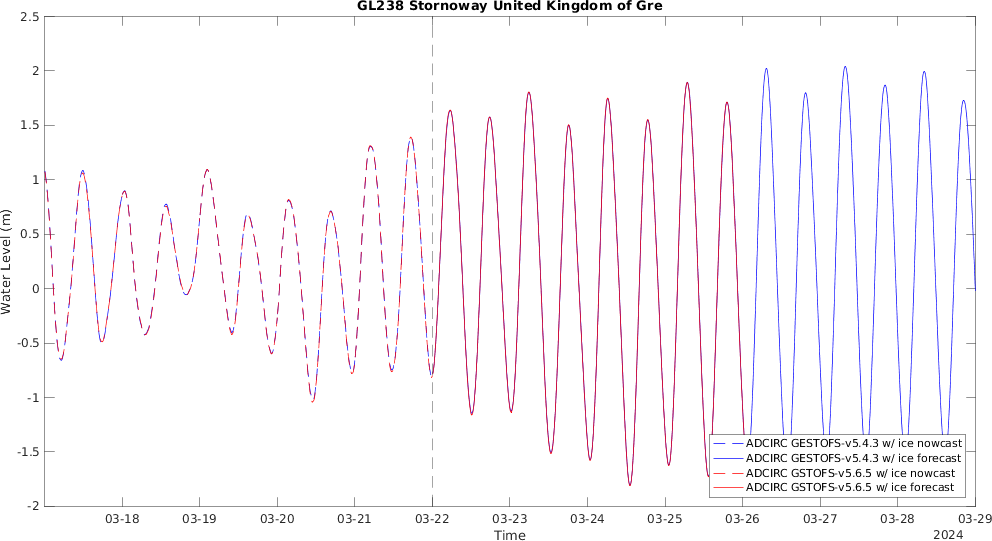 GL238 Stornoway United Kingdom of Gre
Water Level (m)
2.5
2
1.5
1
0.5
0
-0.5
-1
-1.5
-2
ADCIRC GESTOFS-v5.4.3 w/ ice nowcast
ADCIRC GESTOFS-v5.4.3 w/ ice forecast
ADCIRC GSTOFS-v5.6.5 w/ ice nowcast
ADCIRC GSTOFS-v5.6.5 w/ ice forecast
03-18 03-19 03-20 03-21 03-22 03-23 03-24 03-25 03-26 03-27 03-28 03-29
Time
2024